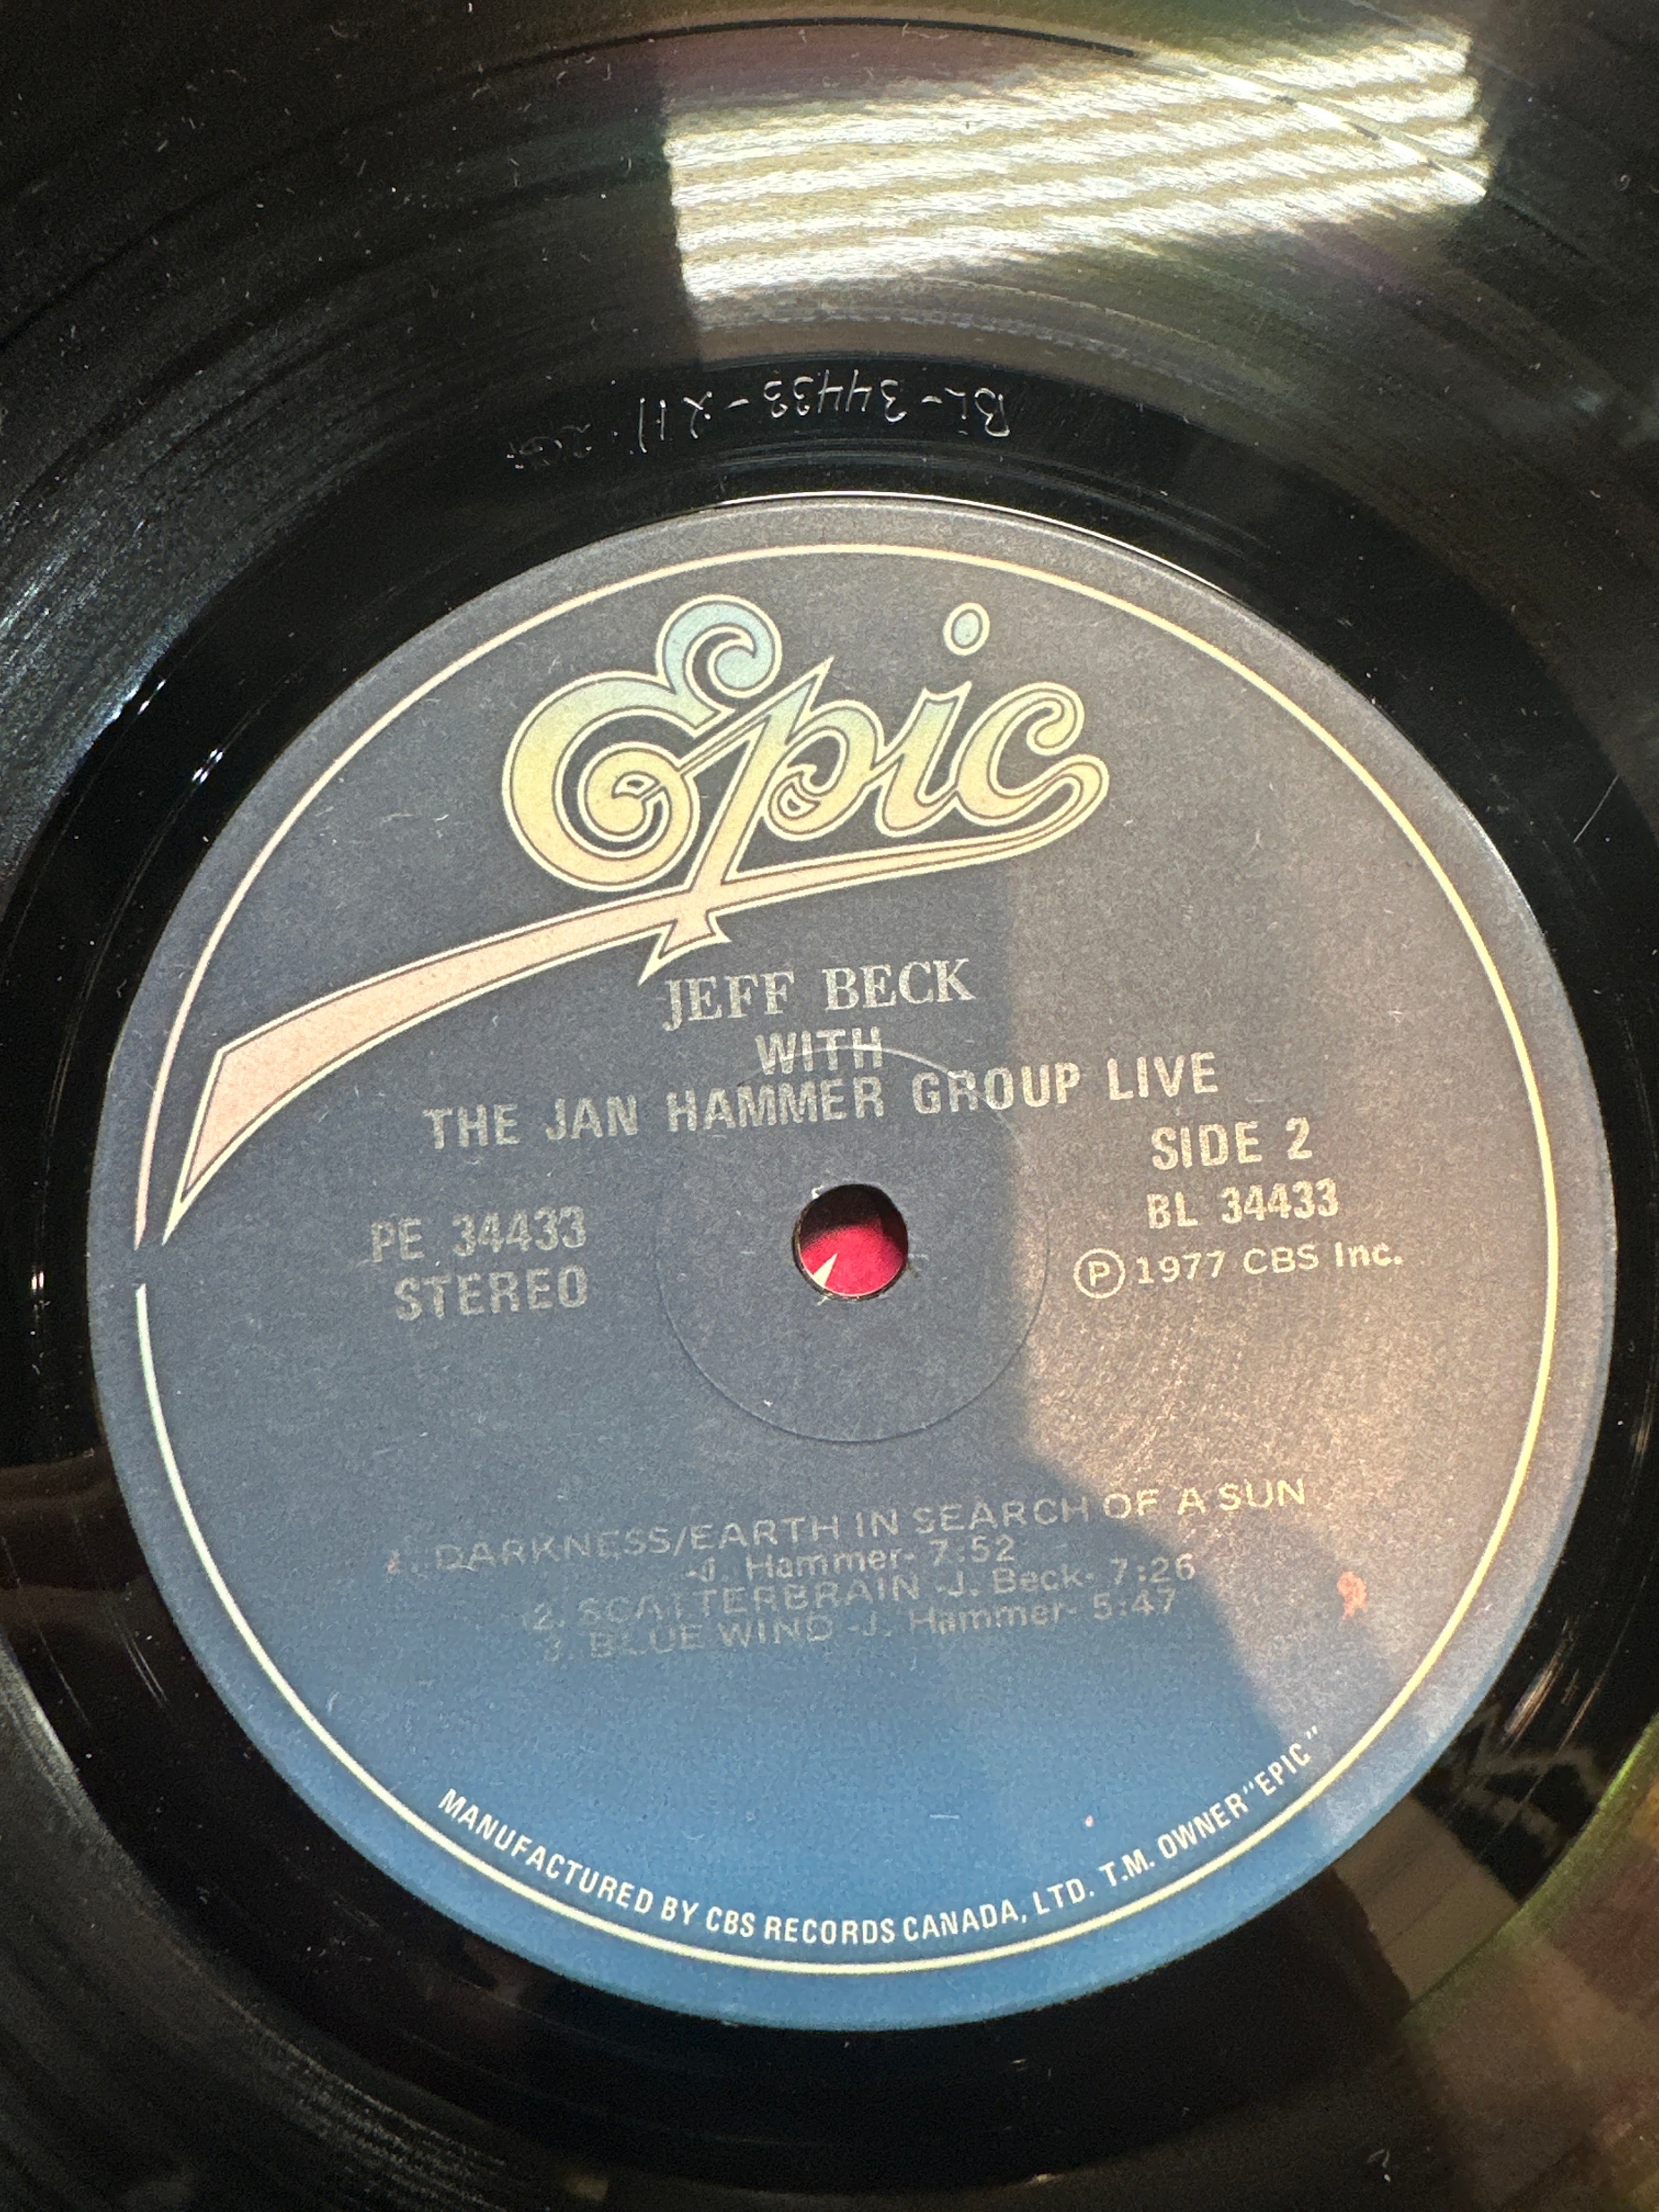 BL-34433-2H
Epic
JEFF BECK
WITH
THE JAN HAMMER GROUP LIVE
SIDE 2
PE 34433
BL 34433
STEREO
Ⓟ 1977 CBS Inc.
1. DARKNESS/EARTH IN SEARCH OF A SUN
-J. Hammer- 7:52
2. SCATTERBRAIN -J. Beck- 7:26
3. BLUE WIND -J. Hammer- 5:47
MANUFACTURED BY CBS RECORDS CANADA, LTD. T.M. OWNER "EPIC"